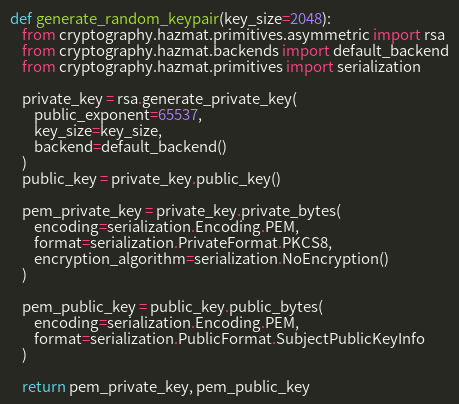 def generate_random_keypair(key_size=2048):
    from cryptography.hazmat.primitives.asymmetric import rsa
    from cryptography.hazmat.backends import default_backend
    from cryptography.hazmat.primitives import serialization

    private_key = rsa.generate_private_key(
        public_exponent=65537,
        key_size=key_size,
        backend=default_backend()
    )
    public_key = private_key.public_key()

    pem_private_key = private_key.private_bytes(
        encoding=serialization.Encoding.PEM,
        format=serialization.PrivateFormat.PKCS8,
        encryption_algorithm=serialization.NoEncryption()
    )

    pem_public_key = public_key.public_bytes(
        encoding=serialization.Encoding.PEM,
        format=serialization.PublicFormat.SubjectPublicKeyInfo
    )

    return pem_private_key, pem_public_key